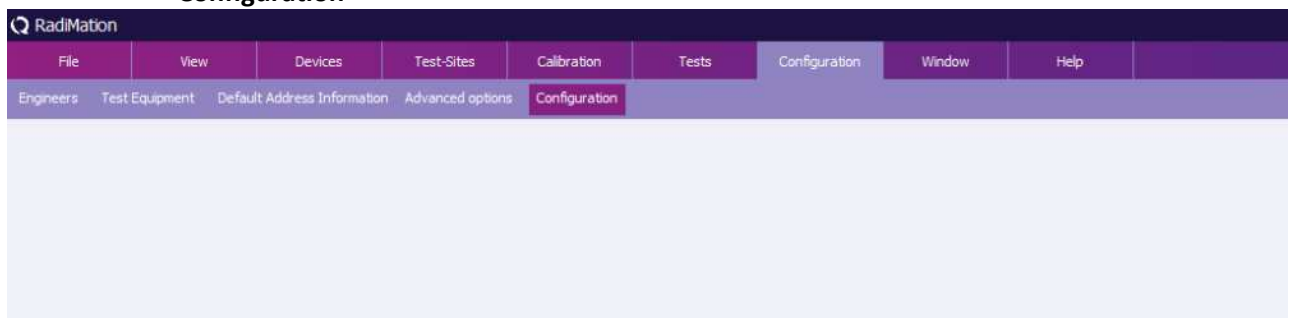 Configuration
RadiMation
File View Devices Test-Sites Calibration Tests Configuration Window Help
Engineers Test Equipment Default Address Information Advanced options Configuration